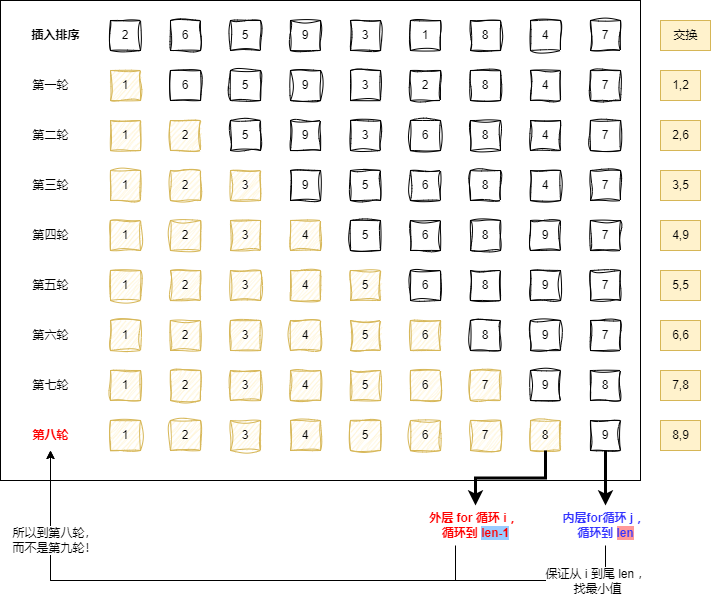 插入排序 2 6 5 9 3 1 8 4 7 交换
第一轮 1 6 5 9 3 2 8 4 7 1,2
第二轮 1 2 5 9 3 6 8 4 7 2,6
第三轮 1 2 3 9 5 6 8 4 7 3,5
第四轮 1 2 3 4 5 6 8 9 7 4,9
第五轮 1 2 3 4 5 6 8 9 7 5,5
第六轮 1 2 3 4 5 6 8 9 7 6,6
第七轮 1 2 3 4 5 6 7 9 8 7,8
第八轮 1 2 3 4 5 6 7 8 9 8,9
外层 for 循环 i，
循环到 len-1
内层for循环 j，
循环到 len
所以到第八轮，
而不是第九轮！
保证从 i 到尾 len，
找最小值